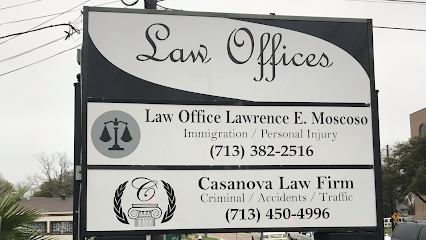 Law Offices
Law Office Lawrence E. Moscoso
Immigration / Personal Injury
(713) 382-2516
C
Casanova Law Firm
Criminal / Accidents / Traffic
(713) 450-4996